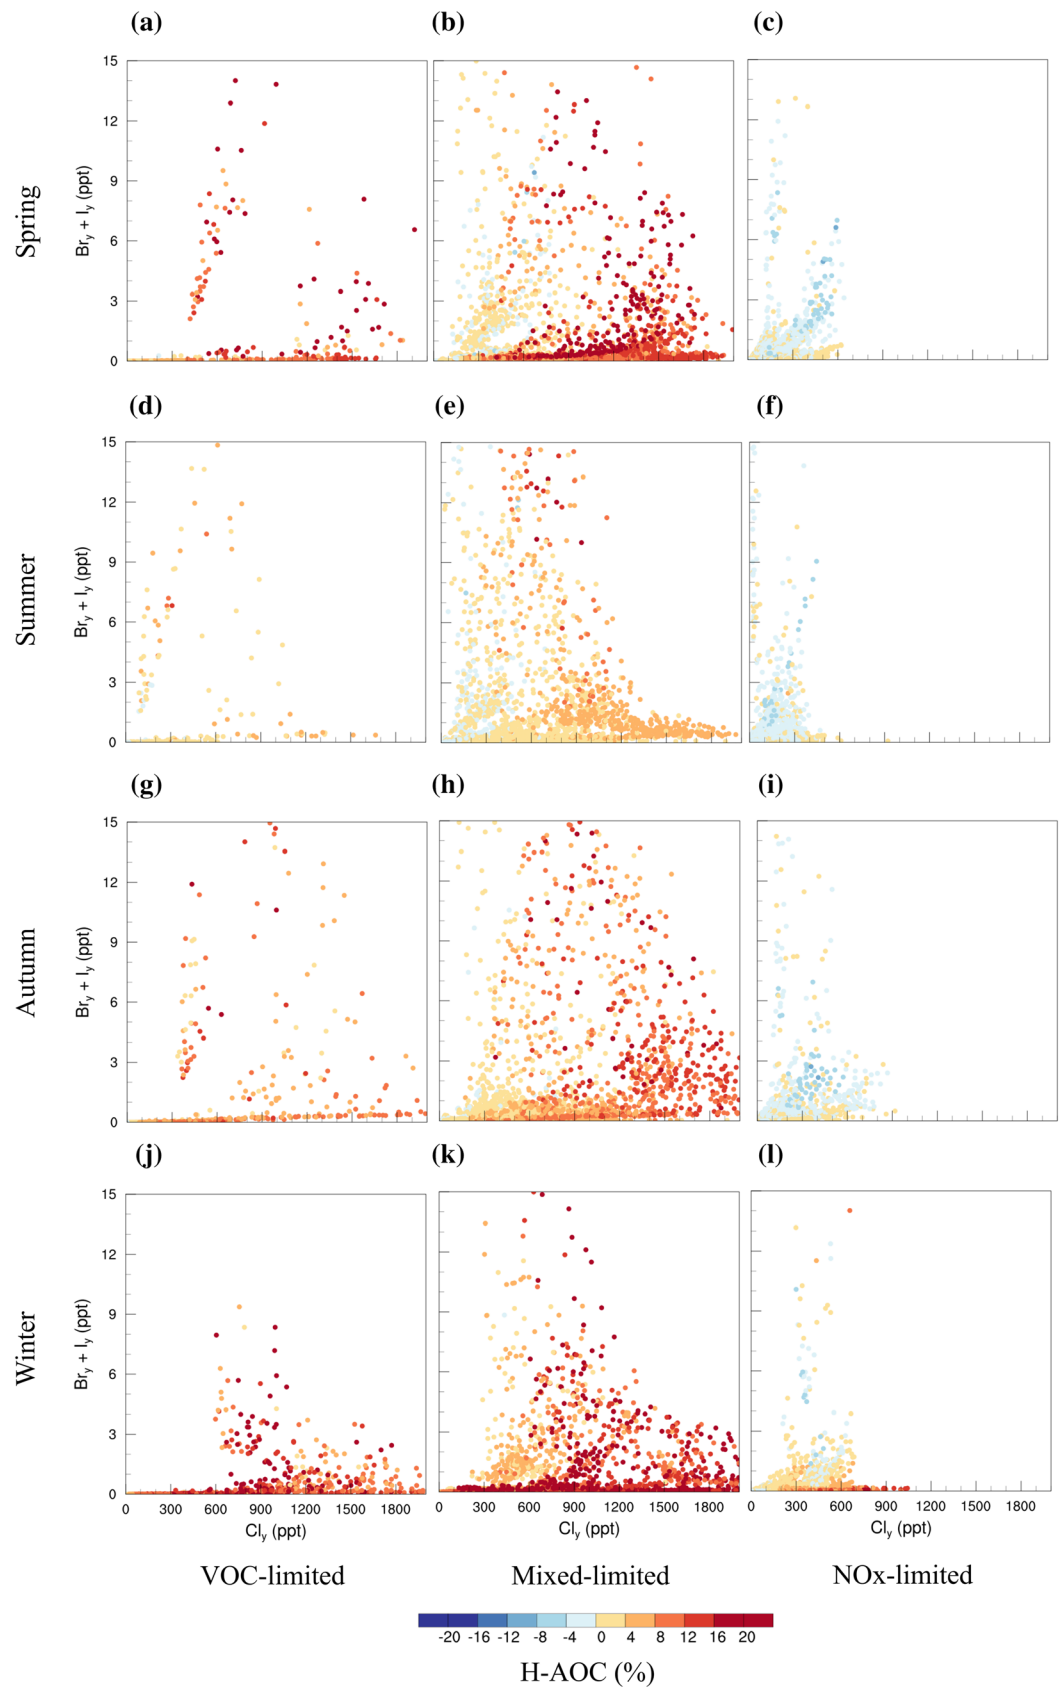 (a) (b) (c)
Spring
Br_y + I_y (ppt)
15
12
9
6
3
0
(d) (e) (f)
Summer
Br_y + I_y (ppt)
15
12
9
6
3
0
(g) (h) (i)
Autumn
Br_y + I_y (ppt)
15
12
9
6
3
0
(j) (k) (l)
Winter
Br_y + I_y (ppt)
15
12
9
6
3
0
0 300 600 900 1200 1800 300 600 900 1200 1800 0 300 600 900 1200 1800
Cl_y (ppt) Cl_y (ppt) Cl_y (ppt)
VOC-limited Mixed-limited NOx-limited
-20 -16 -12 -8 -4 0 4 8 12 16 20
H-AOC (%)